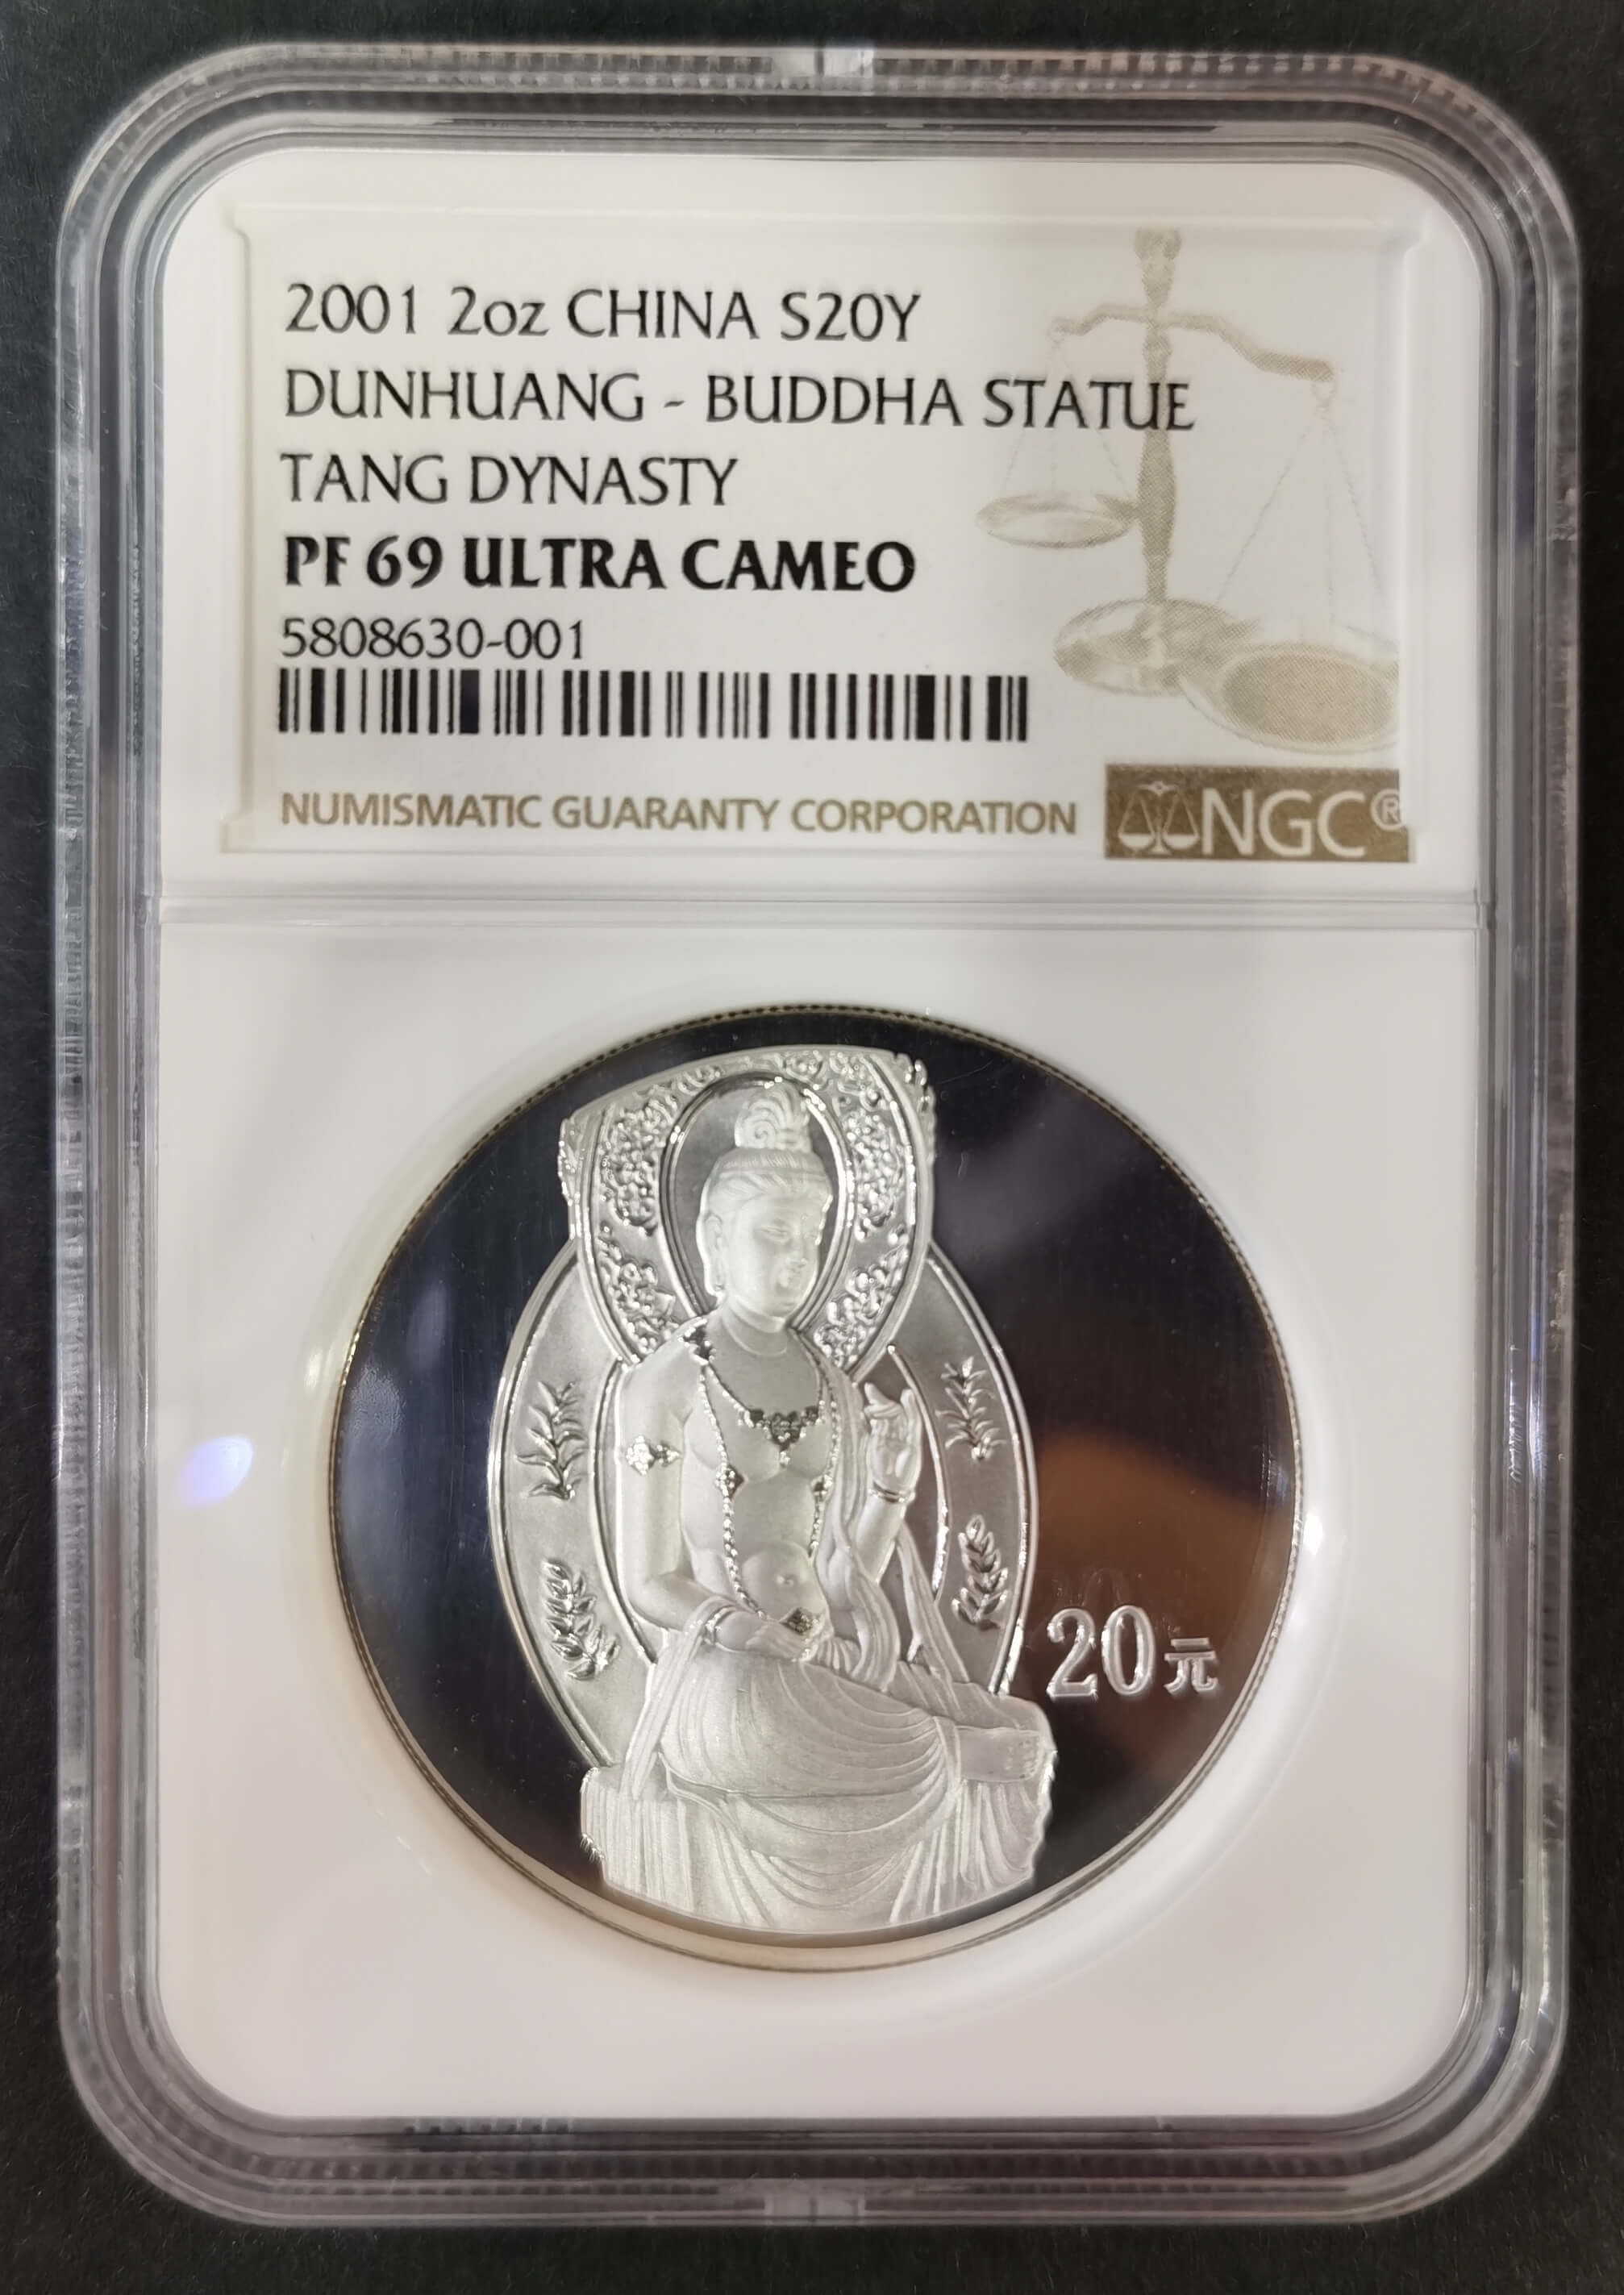 2001 2oz CHINA S20Y
DUNHUANG - BUDDHA STATUE
TANG DYNASTY
PF 69 ULTRA CAMEO
5808630-001
NUMISMATIC GUARANTY CORPORATION NGC®
20元